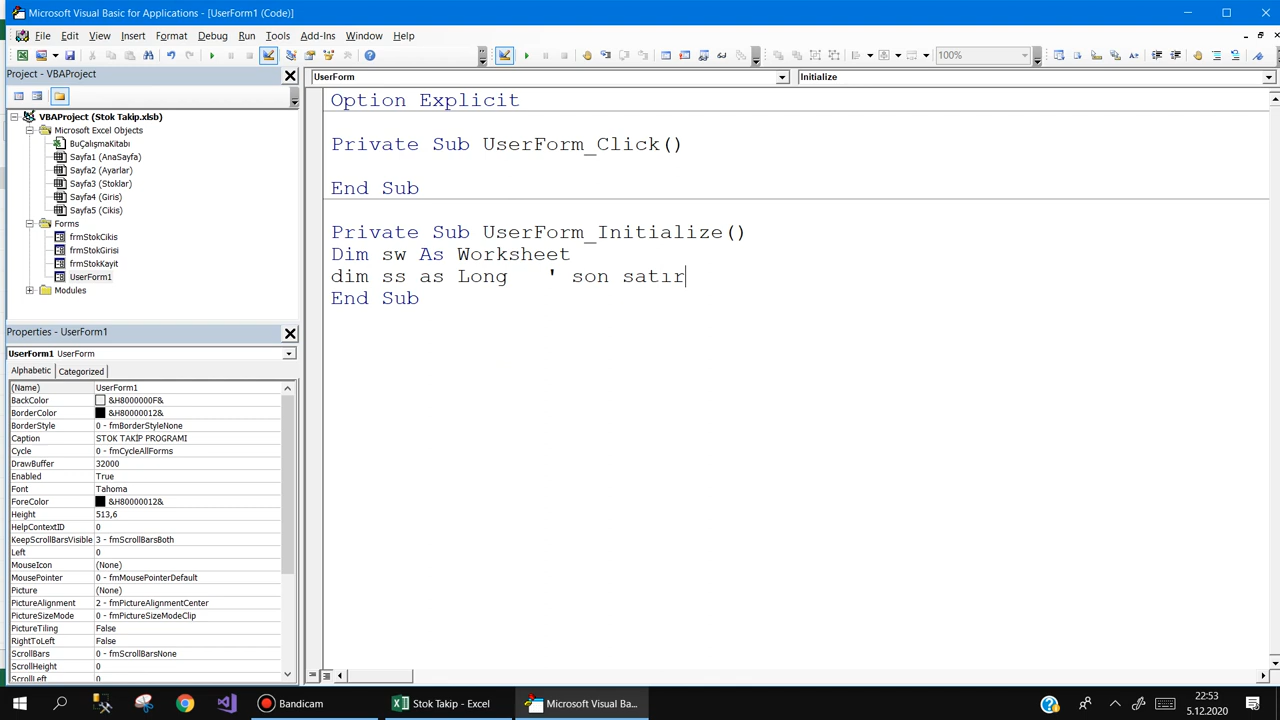 Microsoft Visual Basic for Applications - [UserForm1 (Code)]
File Edit View Insert Format Debug Run Tools Add-Ins Window Help
100%
Project - VBAProject
UserForm
Initialize
VBAProject (Stok Takip.xlsb)
Microsoft Excel Objects
BuÇalışmaKitabı
Sayfa1 (AnaSayfa)
Sayfa2 (Ayarlar)
Sayfa3 (Stoklar)
Sayfa4 (Giris)
Sayfa5 (Cikis)
Forms
frmStokCikis
frmStokGirisi
frmStokKayit
UserForm1
Modules
Option Explicit
Private Sub UserForm_Click()
End Sub
Private Sub UserForm_Initialize()
Dim sw As Worksheet
dim ss as Long ' son satır
End Sub
Properties - UserForm1
UserForm1 UserForm
Alphabetic Categorized
(Name) UserForm1
BackColor &H8000000F&
BorderColor &H80000012&
BorderStyle 0 - fmBorderStyleNone
Caption STOK TAKİP PROGRAMI
Cycle 0 - fmCycleAllForms
DrawBuffer 32000
Enabled True
Font Tahoma
ForeColor &H80000012&
Height 513,6
HelpContextID 0
KeepScrollBarsVisible 3 - fmScrollBarsBoth
Left 0
MouseIcon (None)
MousePointer 0 - fmMousePointerDefault
Picture (None)
PictureAlignment 2 - fmPictureAlignmentCenter
PictureSizeMode 0 - fmPictureSizeModeClip
PictureTiling False
RightToLeft False
ScrollBars 0 - fmScrollBarsNone
ScrollHeight 0
ScrollLeft 0
Bandicam
Stok Takip - Excel
Microsoft Visual Ba...
22:53
5.12.2020